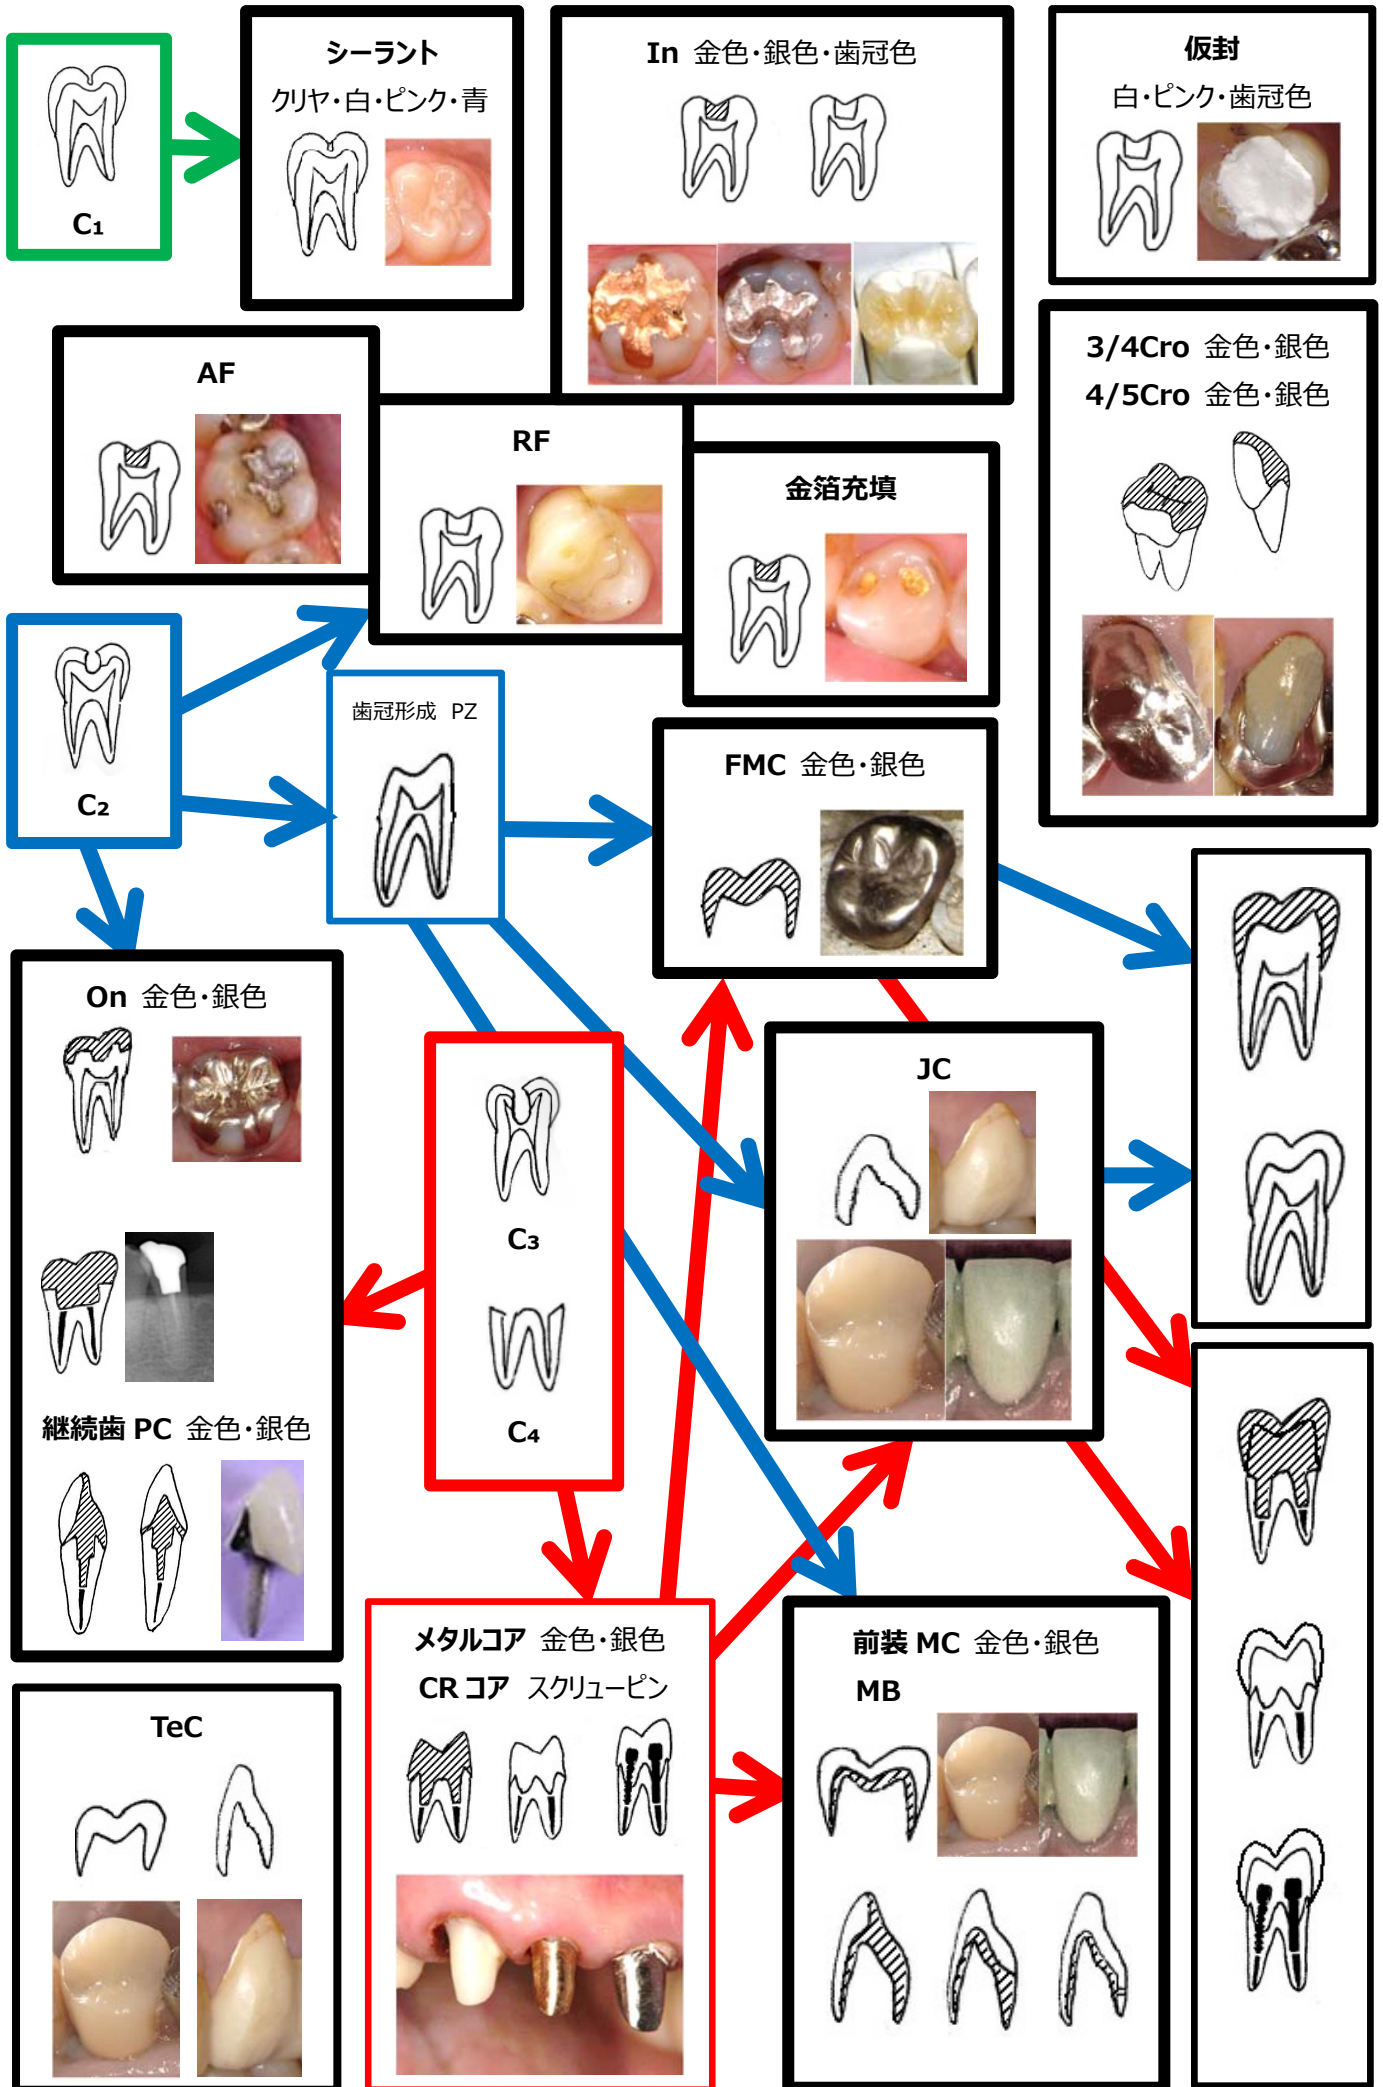 C₁
シーラント
クリヤ・白・ピンク・青
In 金色・銀色・歯冠色
仮封
白・ピンク・歯冠色
AF
RF
金箔充填
3/4Cro 金色・銀色
4/5Cro 金色・銀色
C₂
歯冠形成 PZ
FMC 金色・銀色
On 金色・銀色
継続歯 PC 金色・銀色
C₃
C₄
JC
TeC
メタルコア 金色・銀色
CR コア スクリューピン
前装 MC 金色・銀色
MB